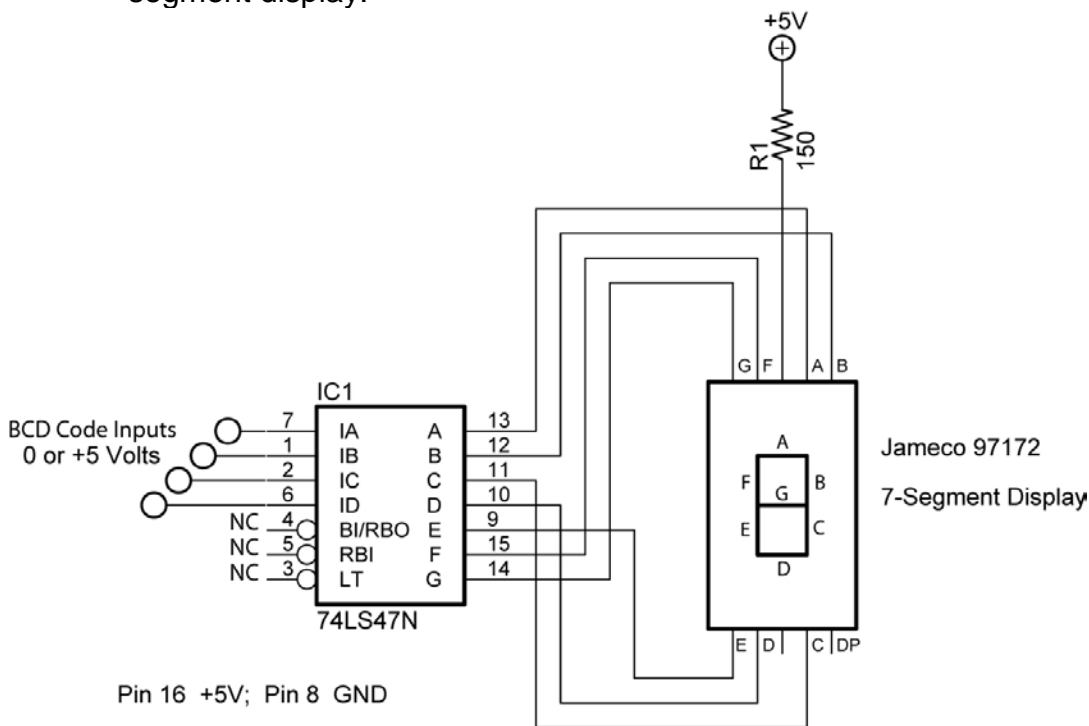 segment display.
+5V
R1
150
G F A B
IC1
BCD Code Inputs
0 or +5 Volts
7 IA A 13
1 IB B 12
2 IC C 11
6 ID D 10
NC 4 BI/RBO E 9
NC 5 RBI F 15
NC 3 LT G 14
74LS47N
Jameco 97172
7-Segment Display
A
F B
G
E C
D
E D C DP
Pin 16 +5V; Pin 8 GND